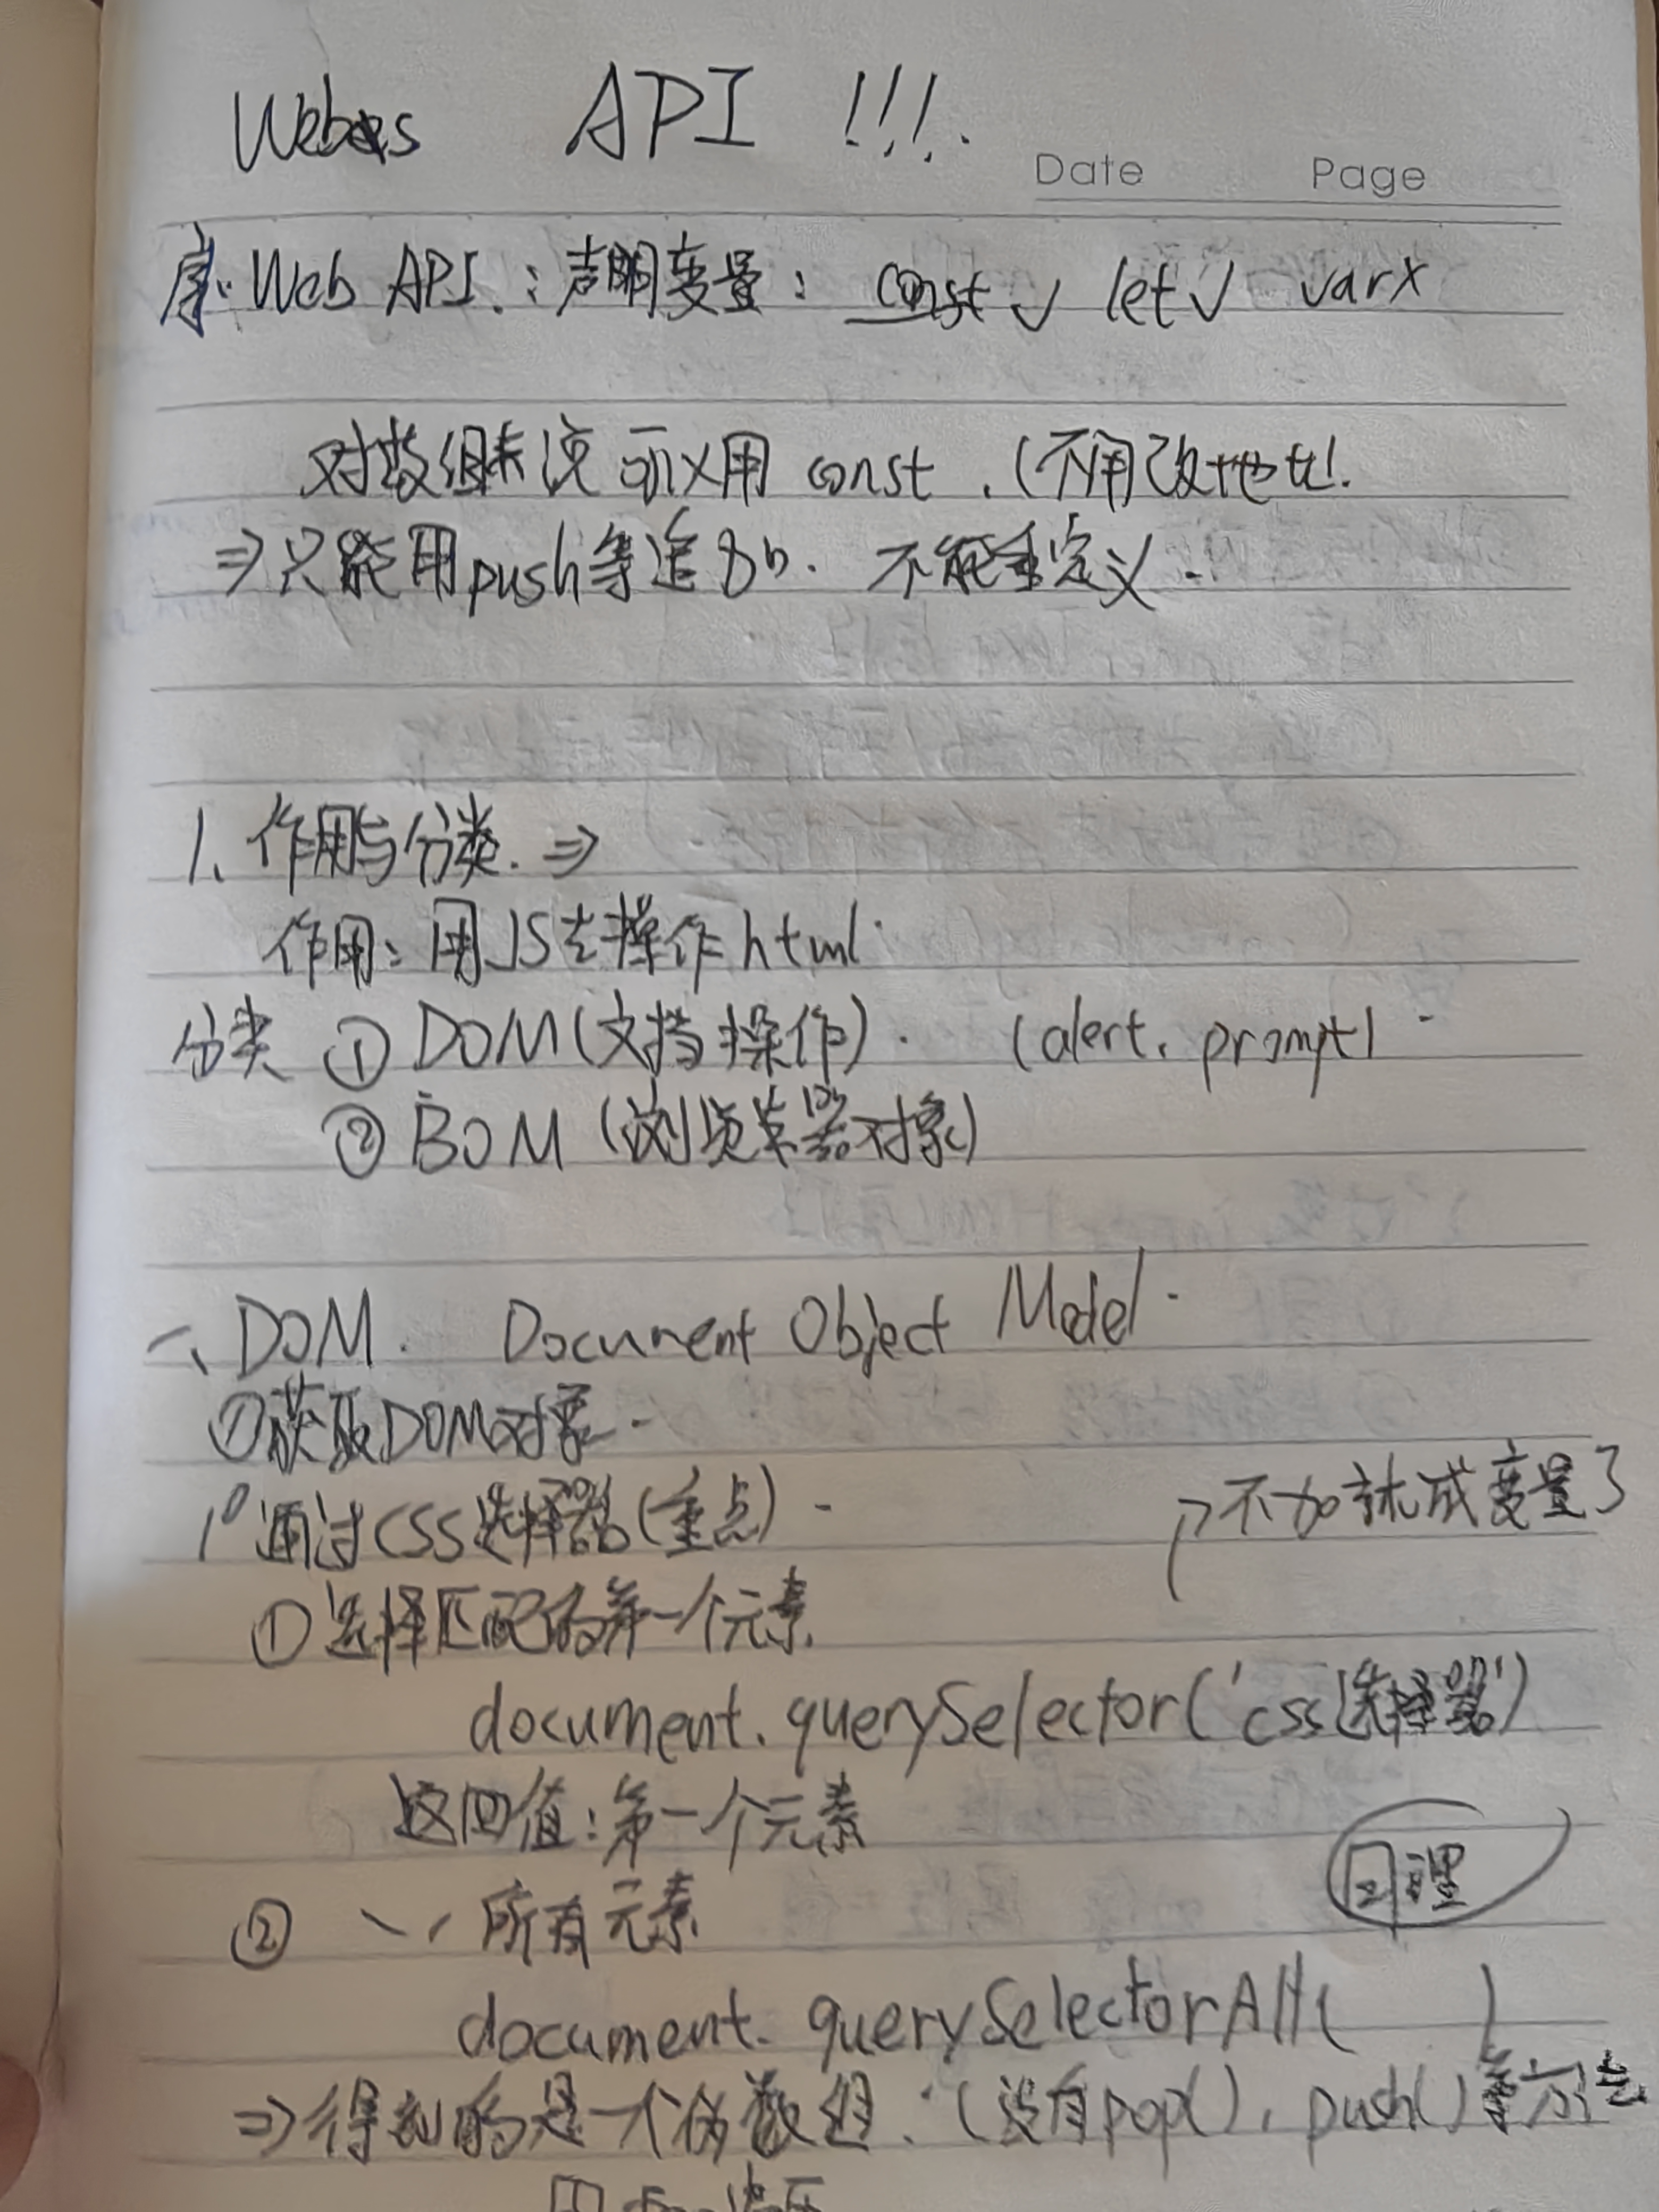 Webs API !!!.
Date Page
序. Web API : 声明变量: const ✓ let ✓ var x
对数组来说可以用 const . (不用改地址)
⇒只能用push等追加. 不能重定义.
1、作用与分类. ⇒
作用: 用JS去操作html.
分类 ① DOM (文档操作). (alert, prompt)
② BOM (浏览器对象)
一、DOM. Document Object Model.
①获取DOM对象.
1° 通过CSS选择器(重点).
不加就成变量了
①选择匹配的第一个元素
document.querySelector('css选择器')
返回值: 第一个元素
② 所有元素
document.querySelectorAll( )
⇒得到的是一个伪数组. (没有pop(), push()等方法